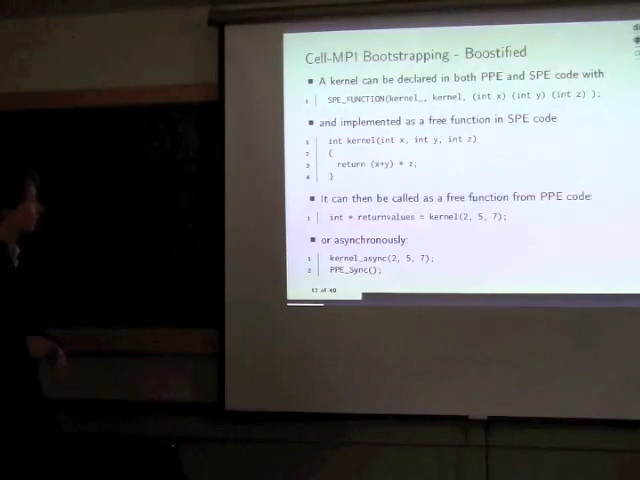 Cell-MPI Bootstrapping - Boostified
A kernel can be declared in both PPE and SPE code with
1 SPE_FUNCTION(kernel_, kernel, (int x) (int y) (int z) );
and implemented as a free function in SPE code
1 int kernel(int x, int y, int z)
2 {
3 return (x+y) * z;
4 }
It can then be called as a free function from PPE code:
1 int * returnvalues = kernel(2, 5, 7);
or asynchronously:
1 kernel_async(2, 5, 7);
2 PPE_Sync();
of 49